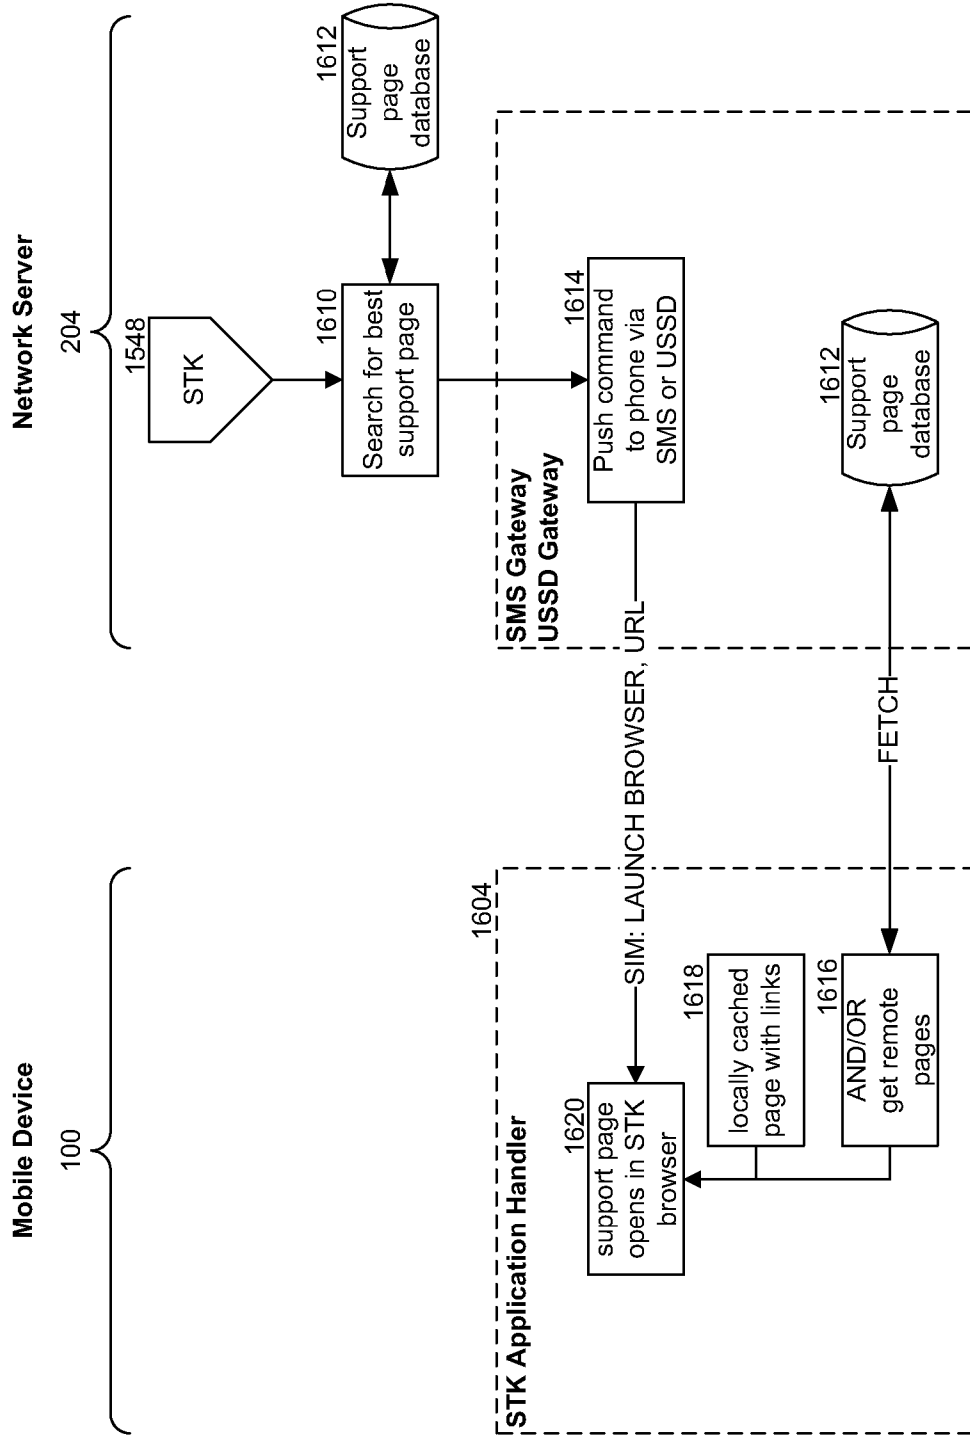 Mobile Device
100
Network Server
204
1548
STK
1610
Search for best
support page
1612
Support
page
database
1604
STK Application Handler
SMS Gateway
USSD Gateway
1620
support page
opens in STK
browser
SIM: LAUNCH BROWSER, URL
1614
Push command
to phone via
SMS or USSD
1618
locally cached
page with links
1616
AND/OR
get remote
pages
FETCH
1612
Support
page
database